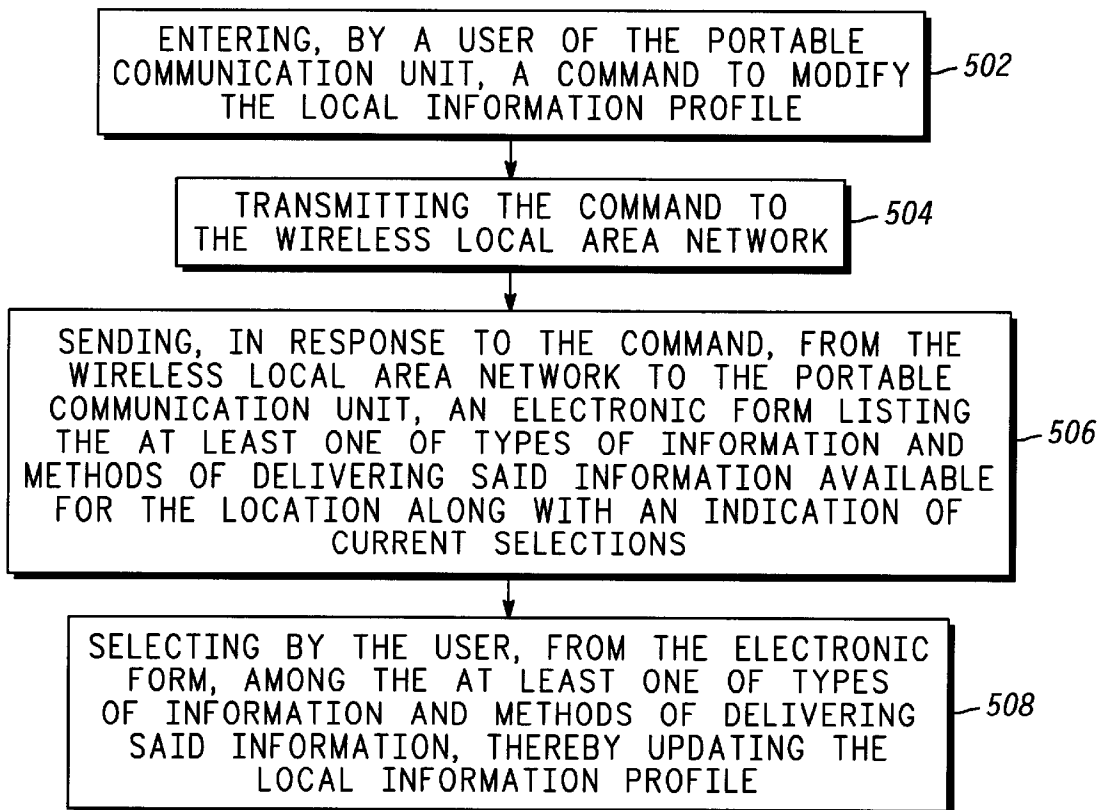 ENTERING, BY A USER OF THE PORTABLE
COMMUNICATION UNIT, A COMMAND TO MODIFY
THE LOCAL INFORMATION PROFILE
502
TRANSMITTING THE COMMAND TO
THE WIRELESS LOCAL AREA NETWORK
504
SENDING, IN RESPONSE TO THE COMMAND, FROM THE
WIRELESS LOCAL AREA NETWORK TO THE PORTABLE
COMMUNICATION UNIT, AN ELECTRONIC FORM LISTING
THE AT LEAST ONE OF TYPES OF INFORMATION AND
METHODS OF DELIVERING SAID INFORMATION AVAILABLE
FOR THE LOCATION ALONG WITH AN INDICATION OF
CURRENT SELECTIONS
506
SELECTING BY THE USER, FROM THE ELECTRONIC
FORM, AMONG THE AT LEAST ONE OF TYPES
OF INFORMATION AND METHODS OF DELIVERING
SAID INFORMATION, THEREBY UPDATING THE
LOCAL INFORMATION PROFILE
508